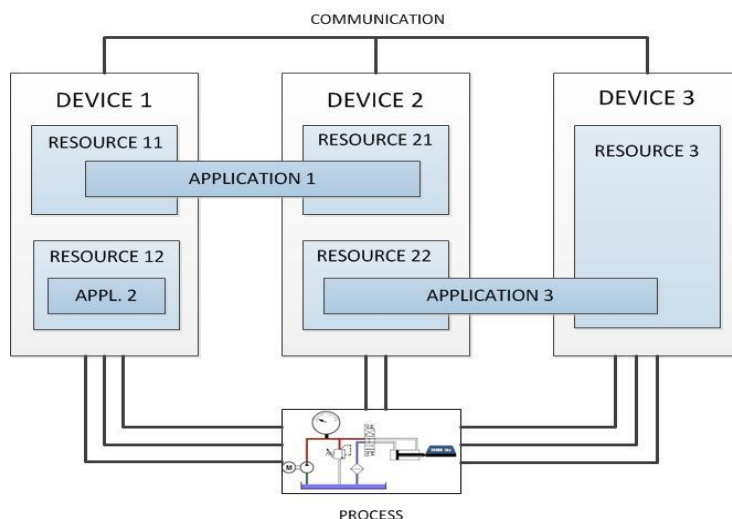 COMMUNICATION
DEVICE 1
DEVICE 2
DEVICE 3
RESOURCE 11
RESOURCE 21
RESOURCE 3
APPLICATION 1
RESOURCE 12
RESOURCE 22
APPL. 2
APPLICATION 3
M
PROCESS